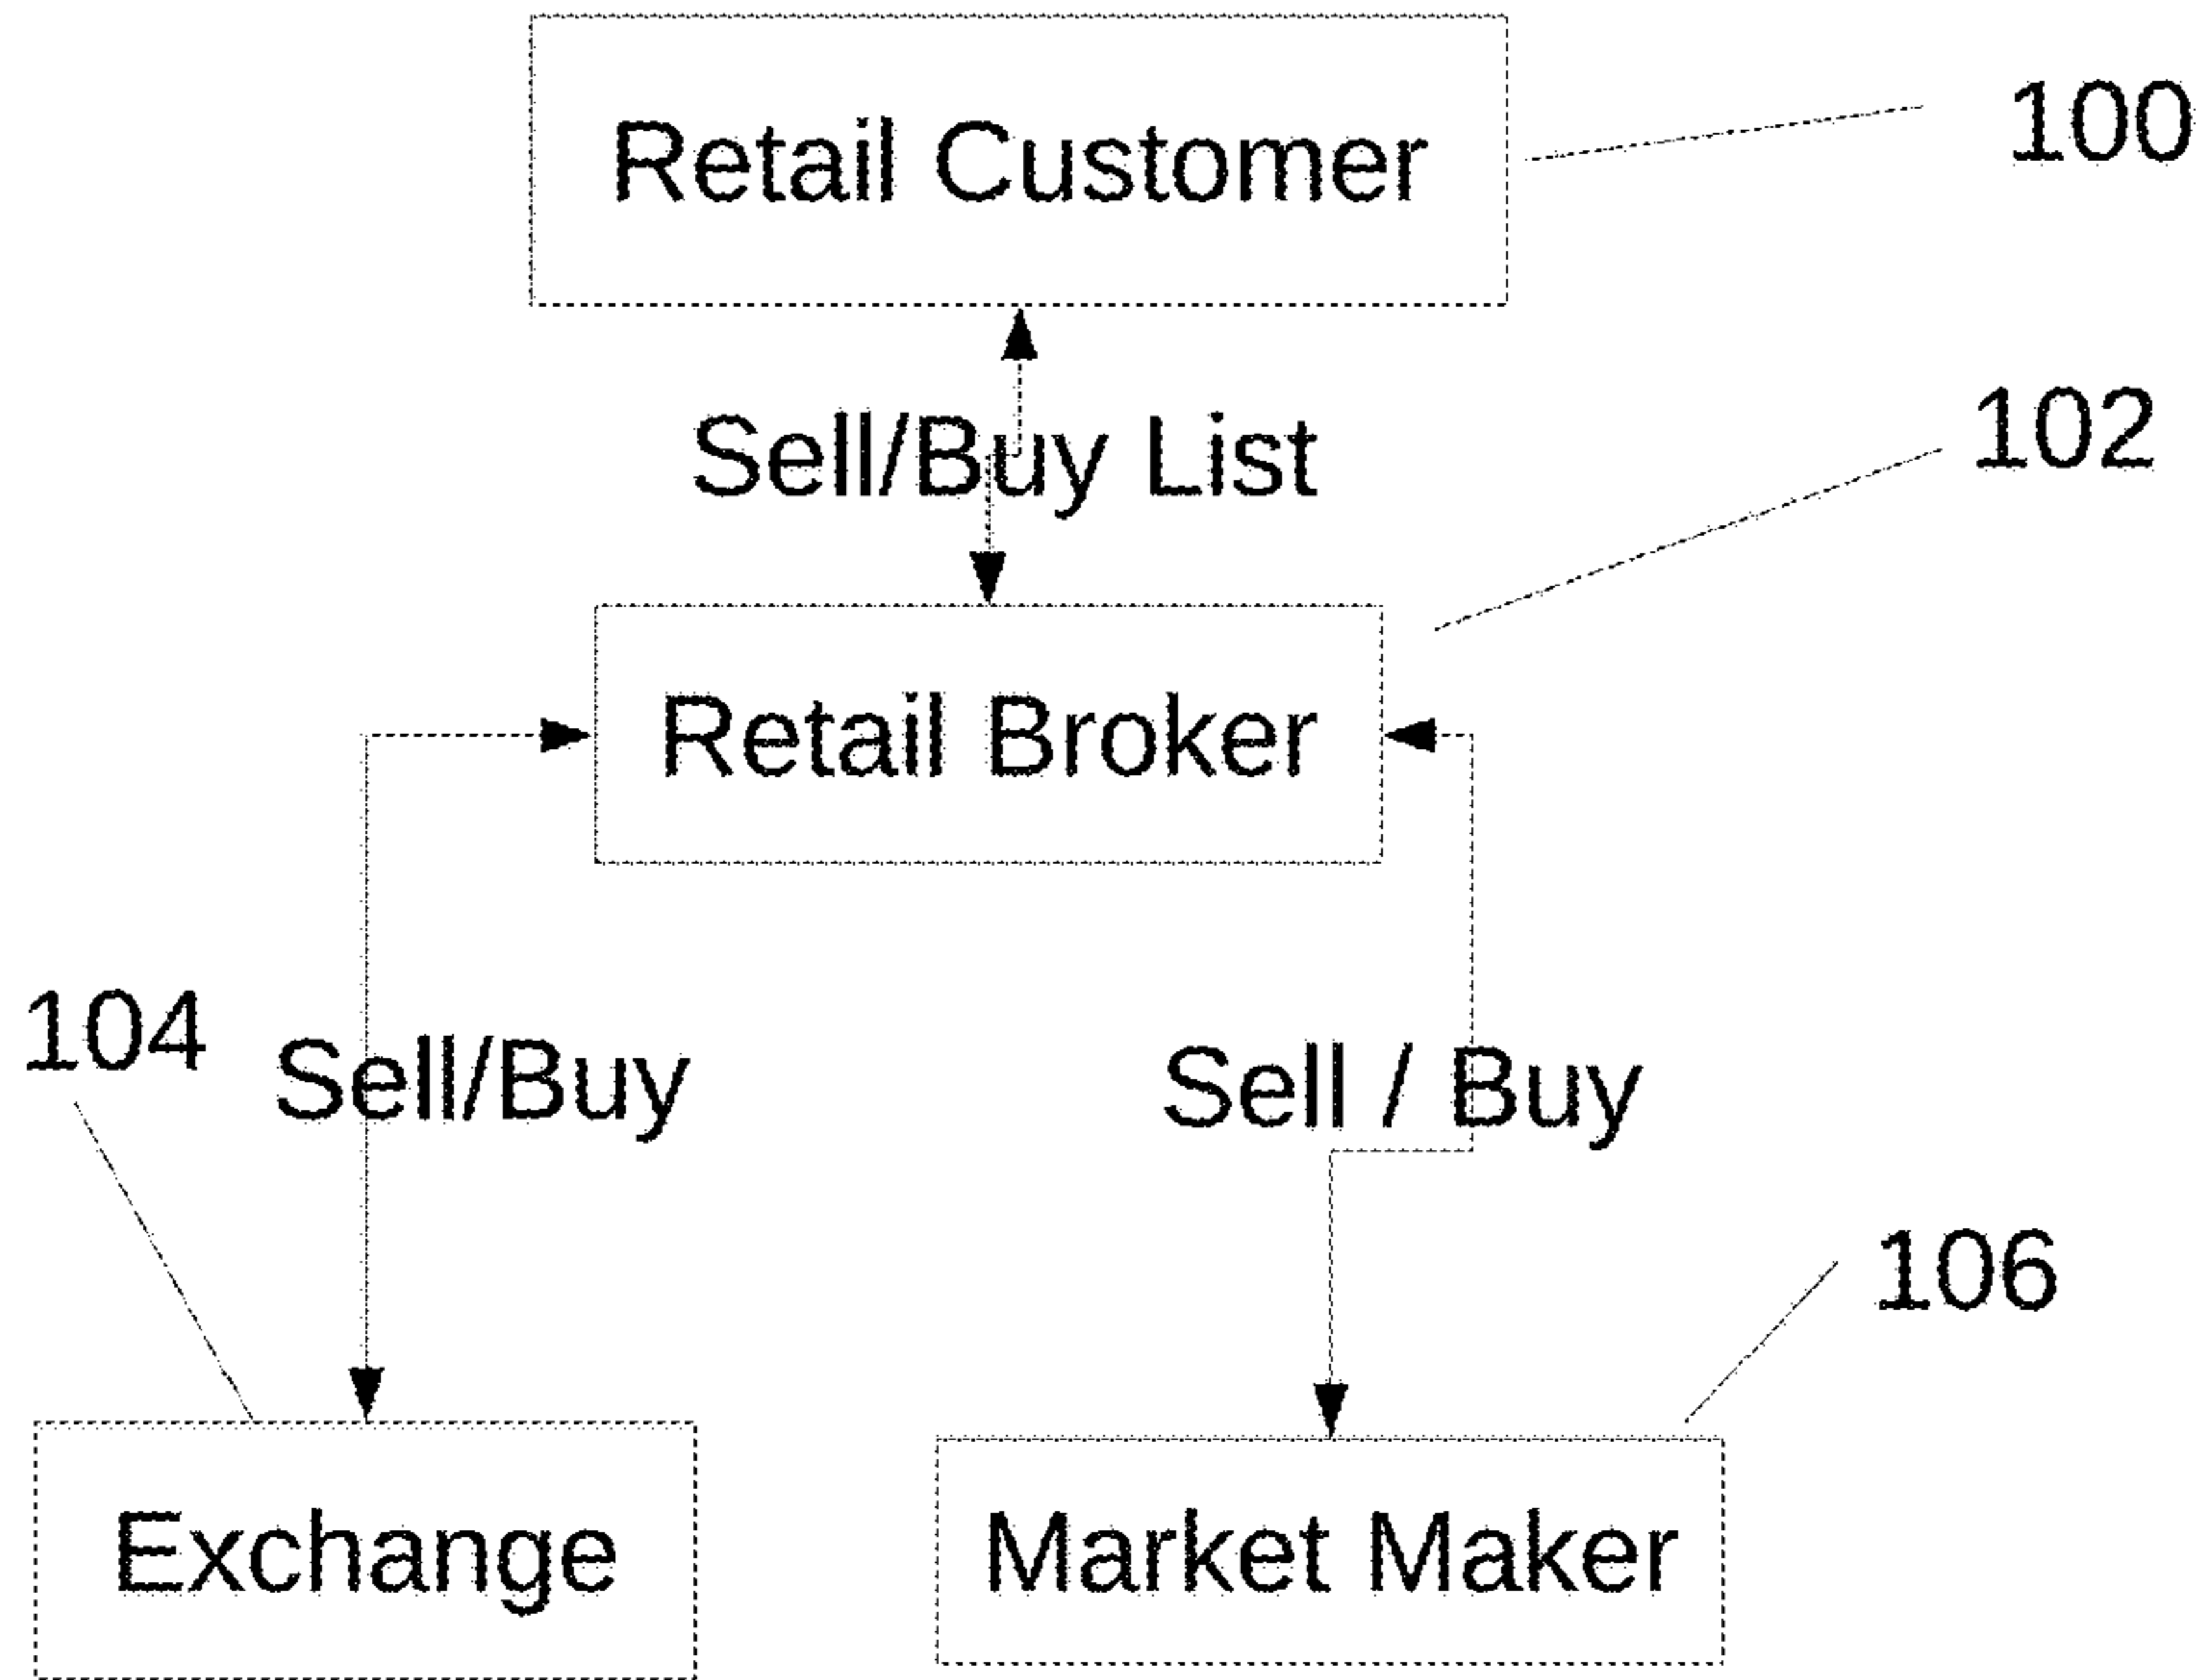 Retail Customer
100
Sell/Buy List
102
Retail Broker
104
Sell/Buy
Sell / Buy
106
Exchange
Market Maker